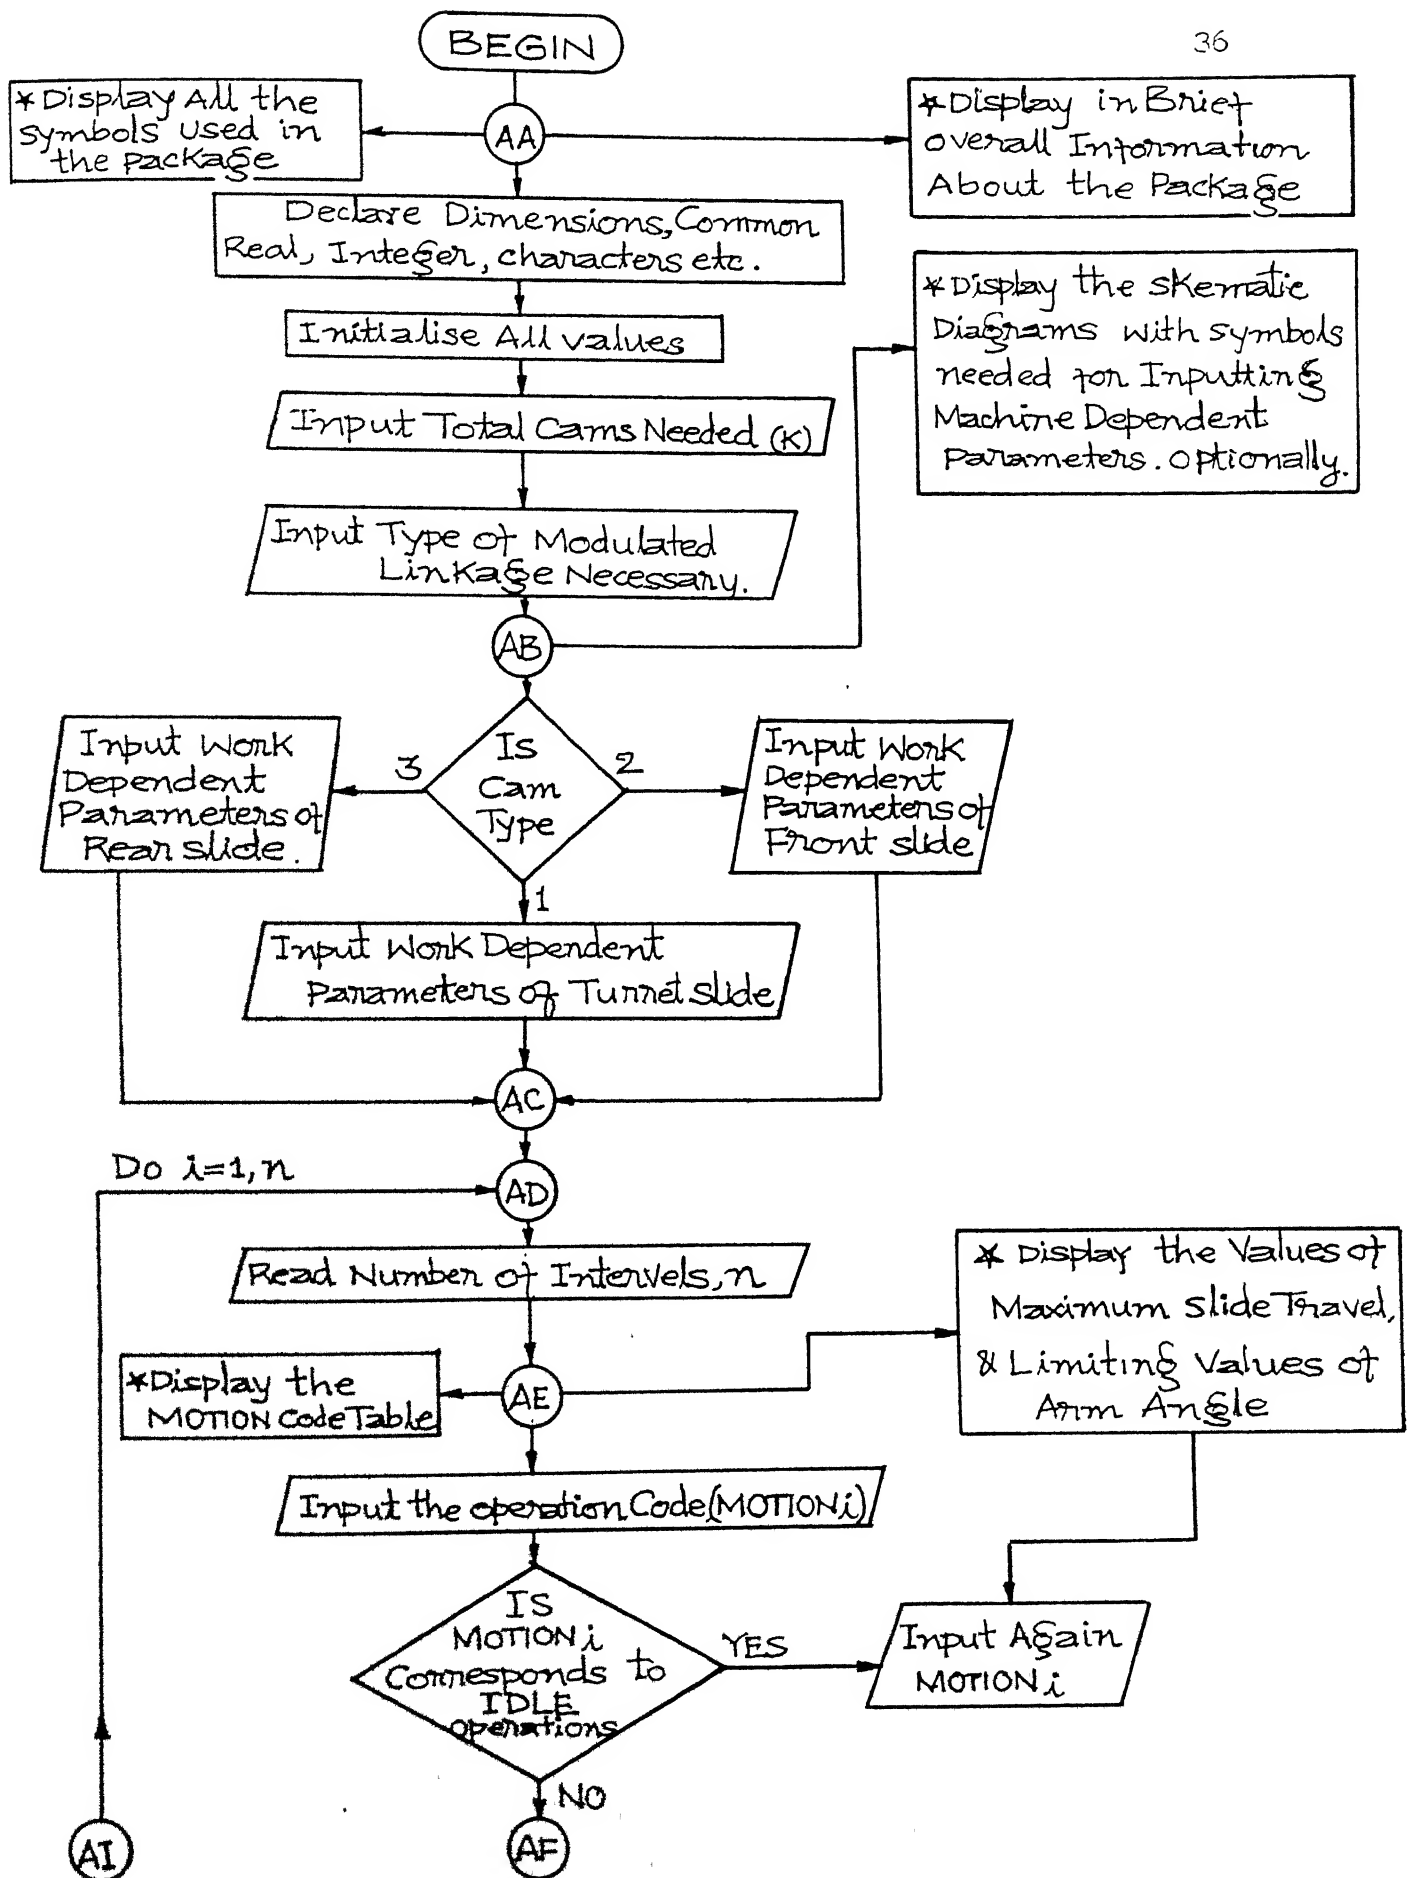 36
BEGIN
* Display All the
symbols used in
the package
AA
* Display in Brief
overall Information
About the Package
Declare Dimensions, Common
Real, Integer, characters etc.
Initialise All values
* Display the skematic
Diagrams with symbols
needed for Inputting
Machine Dependent
Parameters. optionally.
Input Total Cams Needed (K)
Input Type of Modulated
Linkage Necessary.
AB
Input Work
Dependent
Parameters of
Rear slide.
3
Is
Cam
Type
2
Input Work
Dependent
Parameters of
Front slide
1
Input Work Dependent
Parameters of Turret slide
AC
Do i=1, n
AD
Read Number of Intervels, n
* Display the Values of
Maximum slide Travel,
& Limiting Values of
Arm Angle
* Display the
MOTION Code Table
AE
Input the operation Code (MOTION i)
IS
MOTION i
Corresponds to
IDLE
operations
YES
Input Again
MOTION i
NO
AI
AF